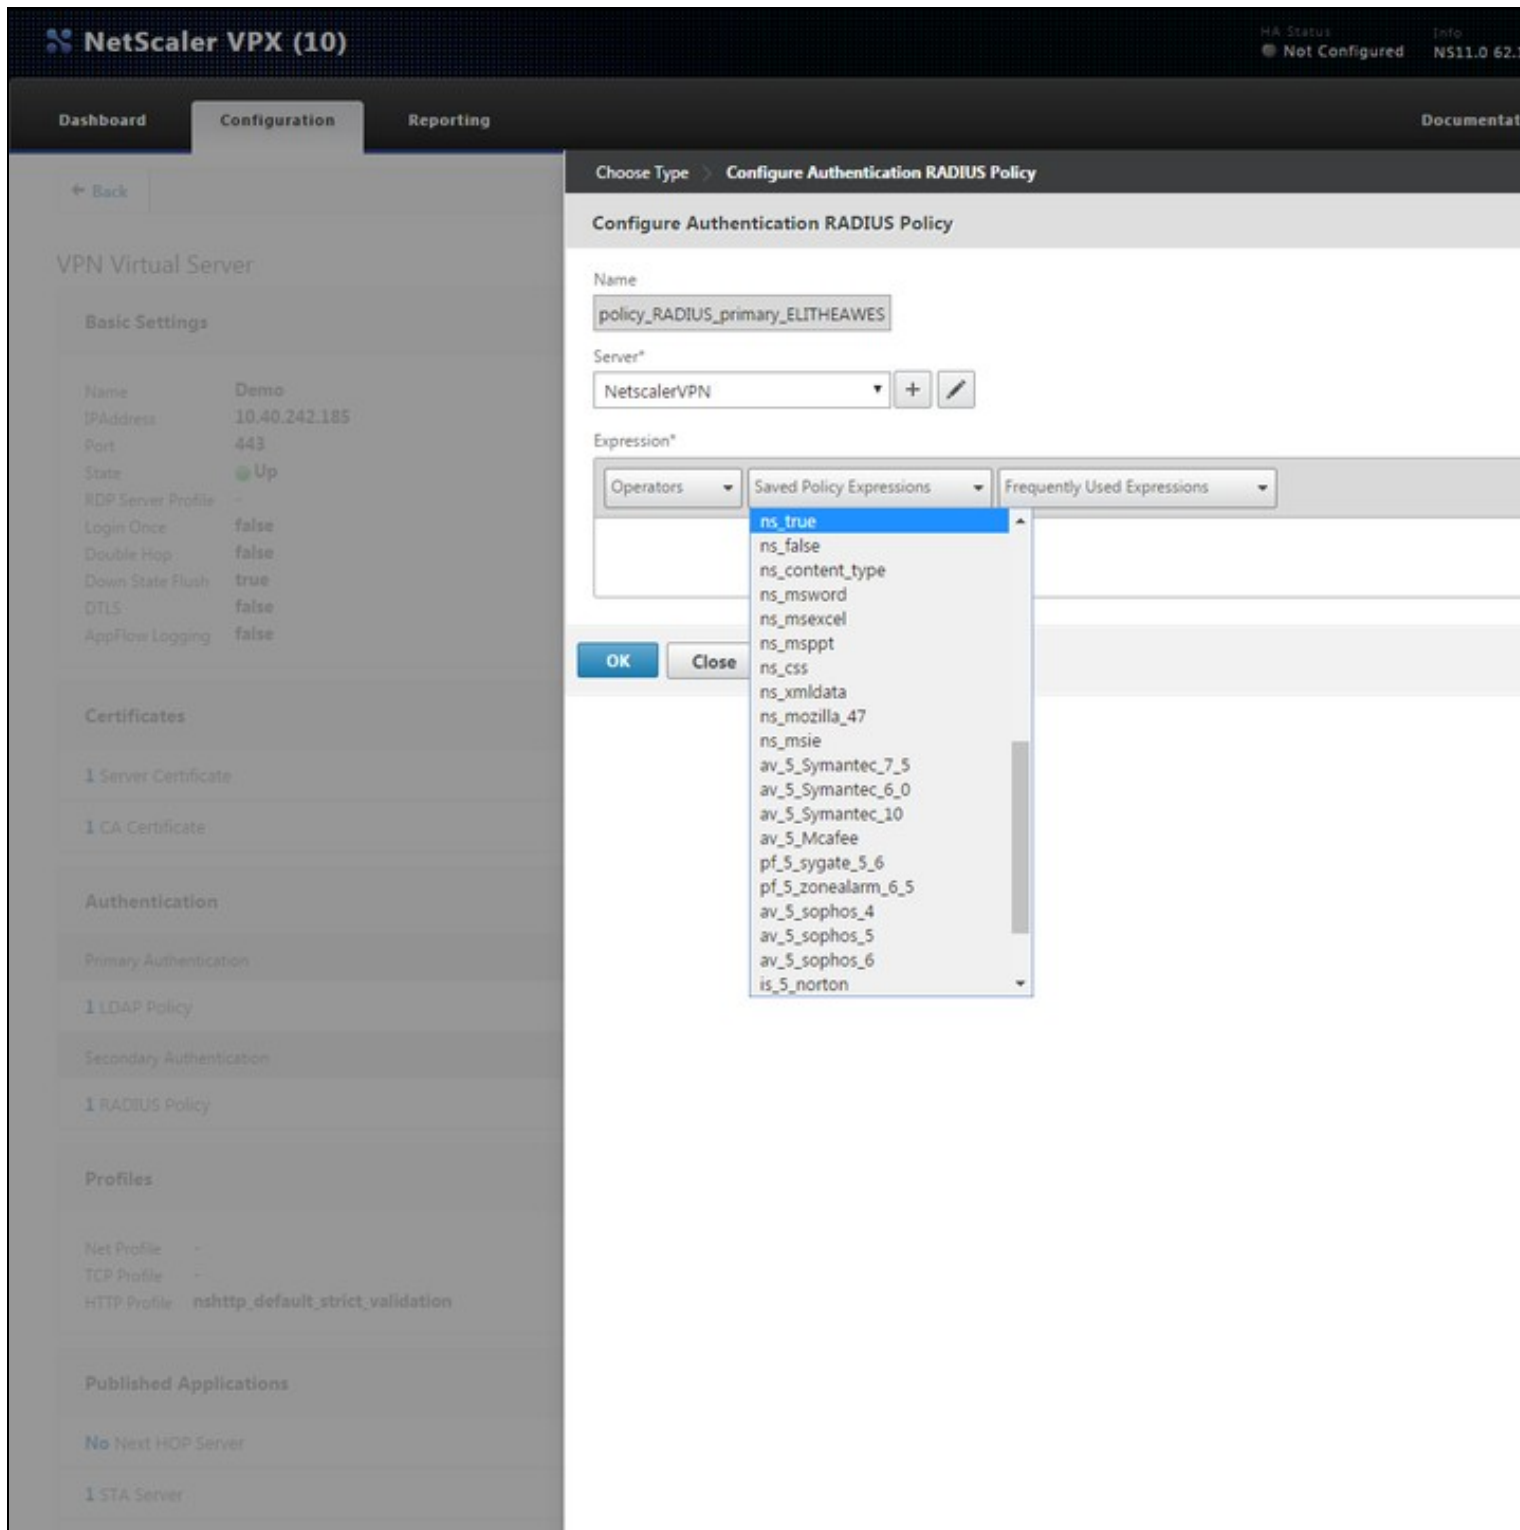 NetScaler VPX (10)
HA Status
Not Configured
Info
NS11.0 62.
Dashboard
Configuration
Reporting
Documentat
← Back
VPN Virtual Server
Basic Settings
Name Demo
IPAddress 10.40.242.185
Port 443
State Up
RDP Server Profile -
Login Once false
Double Hop false
Down State Flush true
DTLS false
AppFlow Logging false
Certificates
1 Server Certificate
1 CA Certificate
Authentication
Primary Authentication
1 LDAP Policy
Secondary Authentication
1 RADIUS Policy
Profiles
Net Profile -
TCP Profile -
HTTP Profile nshttp_default_strict_validation
Published Applications
No Next HOP Server
1 STA Server
Choose Type > Configure Authentication RADIUS Policy
Configure Authentication RADIUS Policy
Name
policy_RADIUS_primary_ELITHEAWES
Server*
NetscalerVPN
+
Expression*
Operators
Saved Policy Expressions
Frequently Used Expressions
ns_true
ns_false
ns_content_type
ns_msword
ns_msexcel
ns_msppt
ns_css
ns_xmldata
ns_mozilla_47
ns_msie
av_5_Symantec_7_5
av_5_Symantec_6_0
av_5_Symantec_10
av_5_Mcafee
pf_5_sygate_5_6
pf_5_zonealarm_6_5
av_5_sophos_4
av_5_sophos_5
av_5_sophos_6
is_5_norton
OK
Close